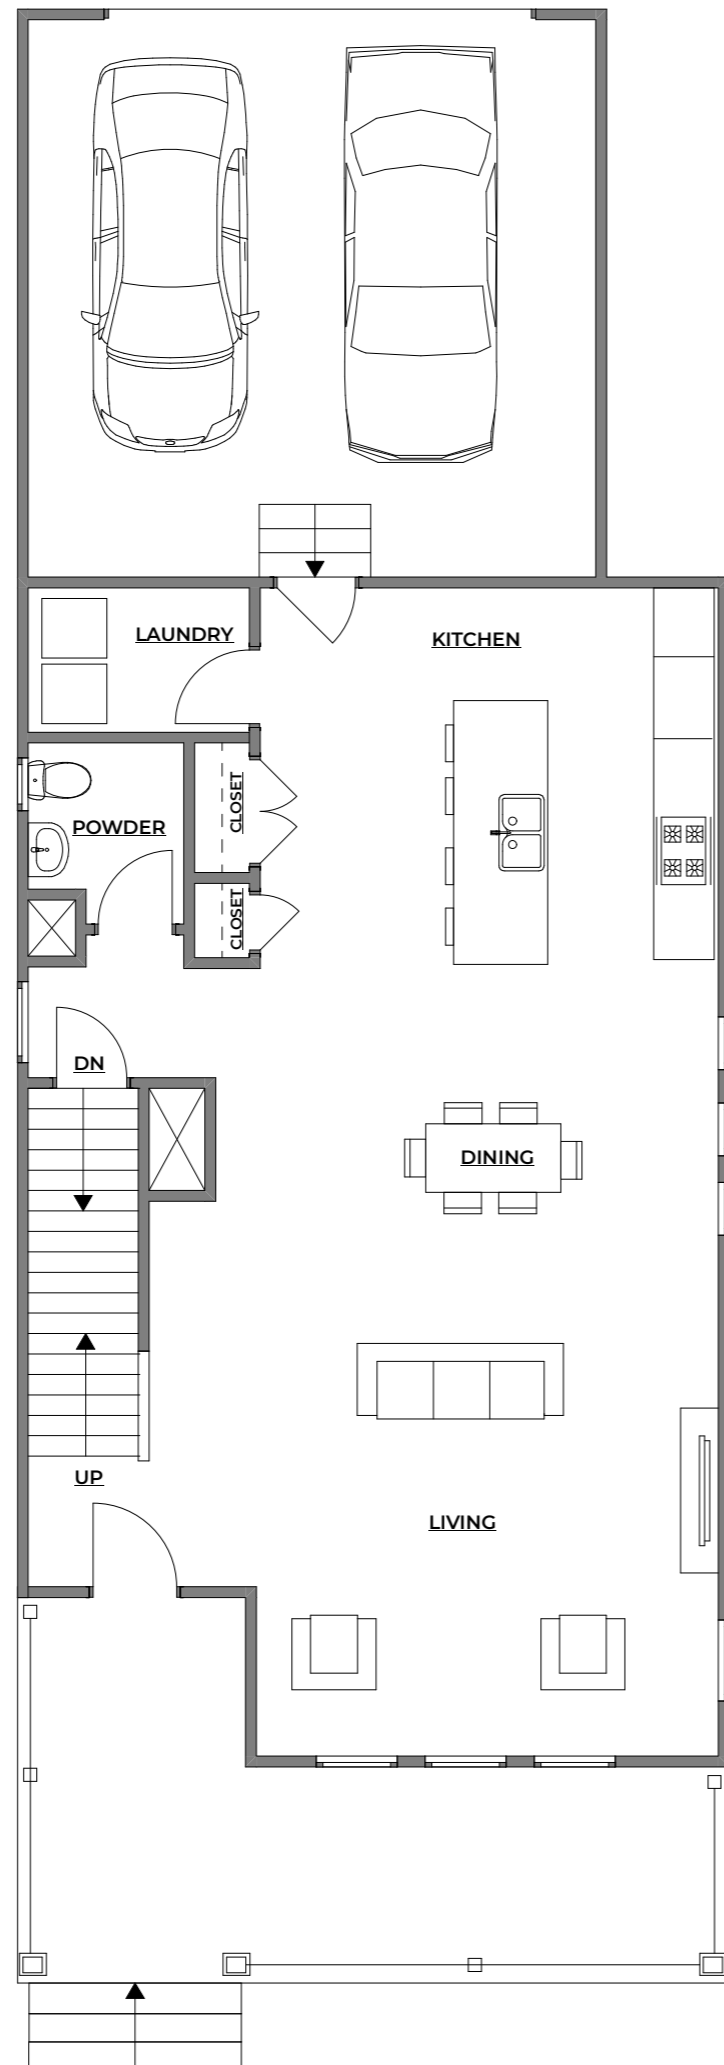 LAUNDRY
KITCHEN
CLOSET
POWDER
CLOSET
DN
DINING
UP
LIVING